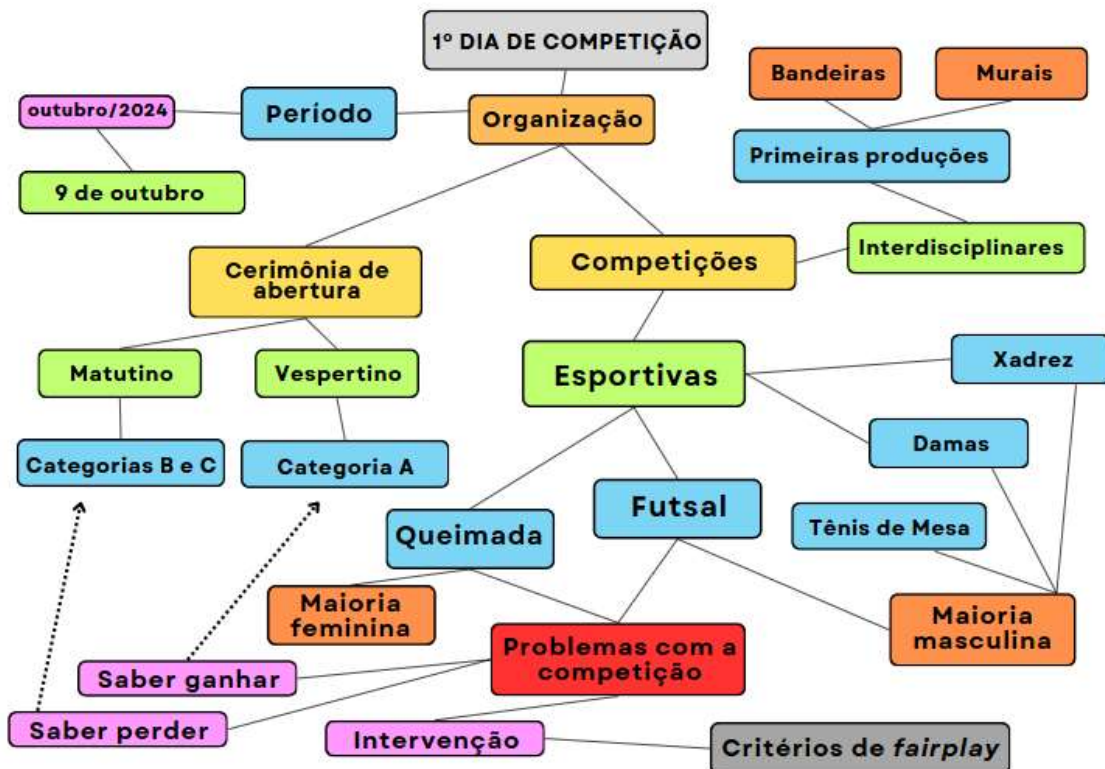 1º DIA DE COMPETIÇÃO
Bandeiras
Murais
outubro/2024
Período
Organização
Primeiras produções
9 de outubro
Cerimônia de
abertura
Competições
Interdisciplinares
Matutino
Vespertino
Esportivas
Xadrez
Categorias B e C
Categoria A
Damas
Queimada
Futsal
Tênis de Mesa
Maioria
feminina
Problemas com a
competição
Maioria
masculina
Saber ganhar
Saber perder
Intervenção
Critérios de fairplay